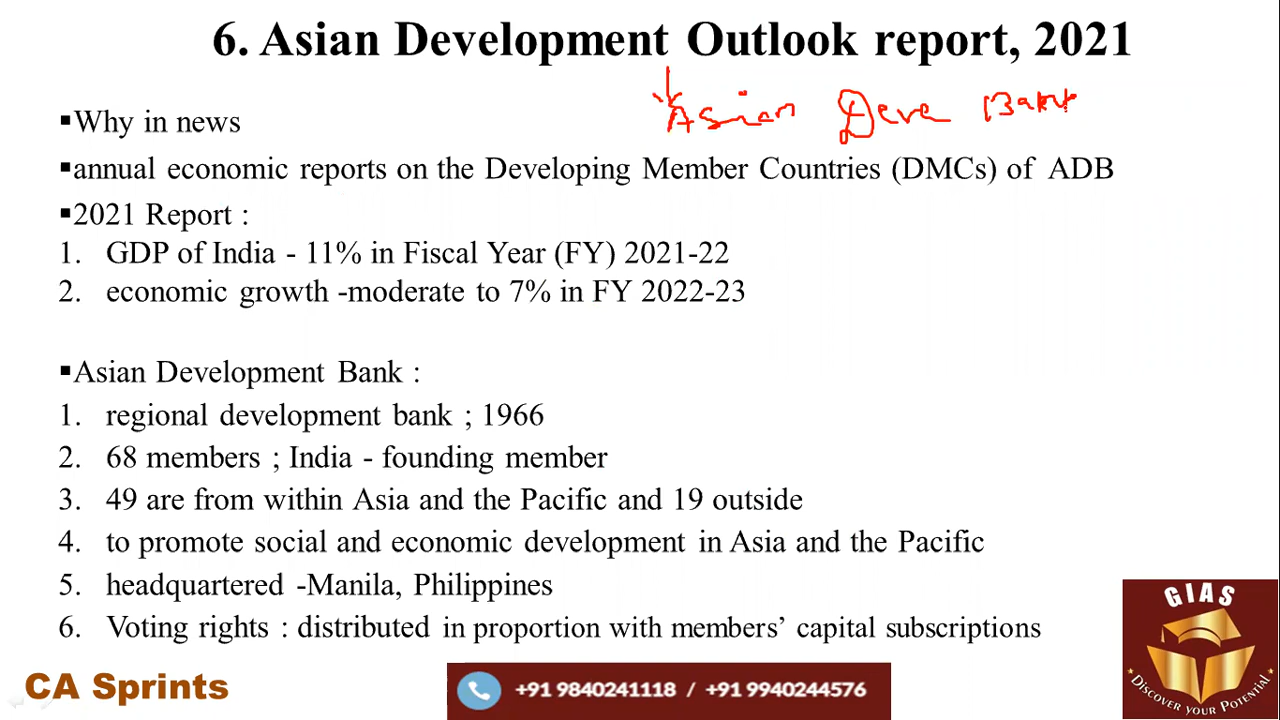 6. Asian Development Outlook report, 2021
Asian Deve Bank
▪Why in news
▪annual economic reports on the Developing Member Countries (DMCs) of ADB
▪2021 Report :
1. GDP of India - 11% in Fiscal Year (FY) 2021-22
2. economic growth -moderate to 7% in FY 2022-23
▪Asian Development Bank :
1. regional development bank ; 1966
2. 68 members ; India - founding member
3. 49 are from within Asia and the Pacific and 19 outside
4. to promote social and economic development in Asia and the Pacific
5. headquartered -Manila, Philippines
6. Voting rights : distributed in proportion with members’ capital subscriptions
GIAS
DISCOVER YOUR POTENTIAL
CA Sprints
+91 9840241118 / +91 9940244576